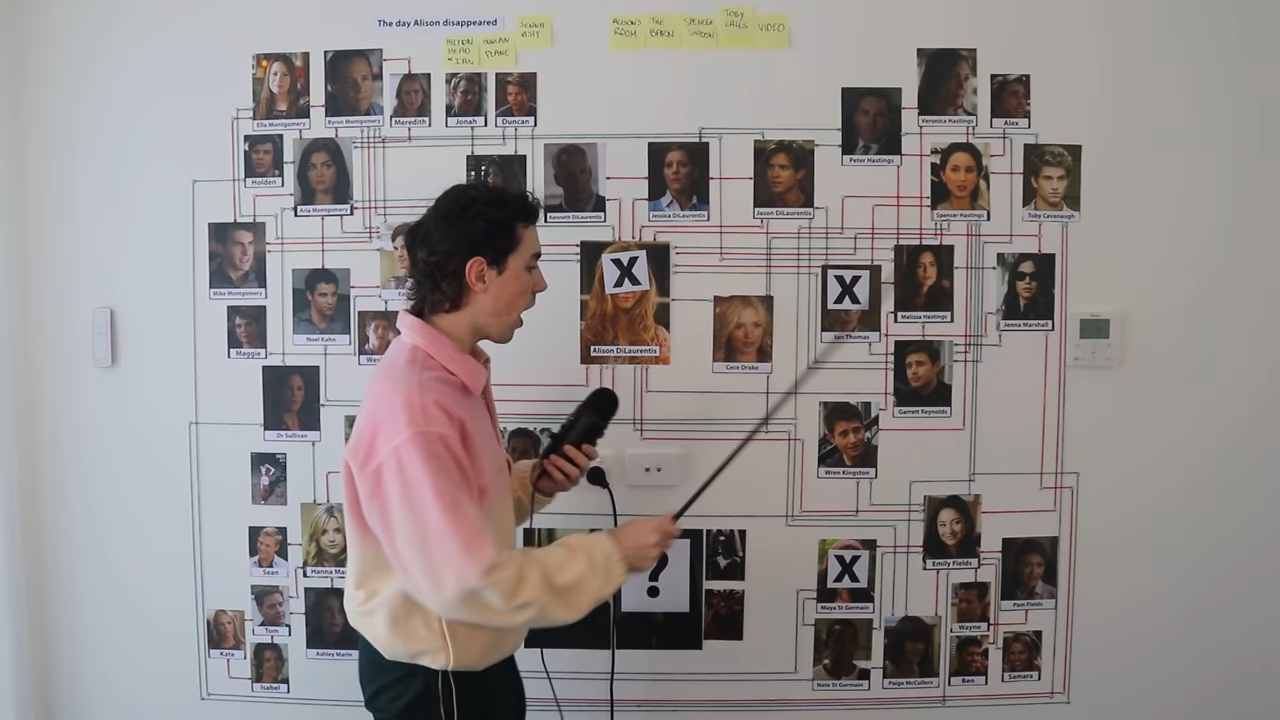 The day Alison disappeared
JENNA
VISIT
HILTON
HEAD
IAN
DUNCAN
PLANE
ALISON'S
ROOM
THE
BARN
SPENCER
TOBY
CALLS
VIDEO
Ella Montgomery
Byron Montgomery
Meredith
Jonah
Duncan
Veronica Hastings
Alex
Peter Hastings
Holden
Aria Montgomery
Kenneth DiLaurentis
Jessica DiLaurentis
Jason DiLaurentis
Spencer Hastings
Toby Cavanaugh
Mike Montgomery
Noel Kahn
Maggie
X
Alison DiLaurentis
Cece Drake
X
Ian Thomas
Melissa Hastings
Jenna Marshall
Garrett Reynolds
Dr Sullivan
Wren Kingston
Emily Fields
Sean
Hanna Ma
?
X
Maya St Germain
Pam Fields
Wayne
Tom
Kate
Ashley Marin
Isabel
Nate St Germain
Paige McCullers
Ben
Samara